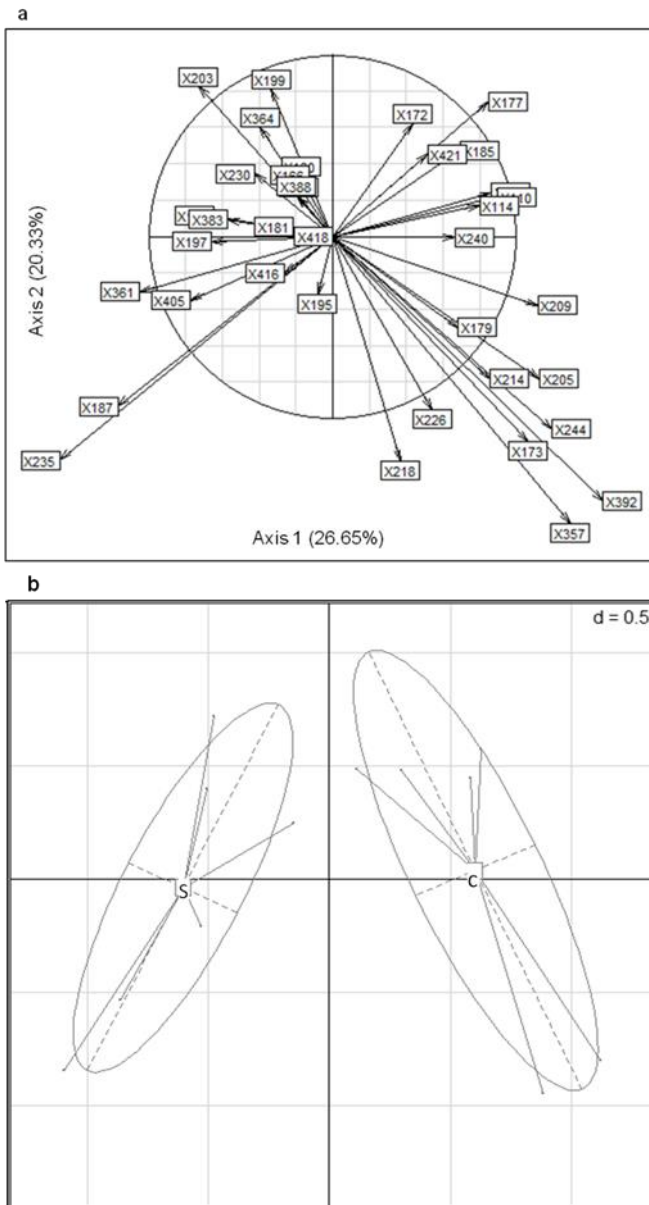 a
X203
X199
X177
X364
X172
X421
X185
X230
X388
X114
X383
X181
X197
X418
X240
X416
X361
X405
X195
X209
X179
X214
X205
X187
X226
X244
X235
X218
X173
X392
X357
Axis 2 (20.33%)
Axis 1 (26.65%)
b
d = 0.5
S
C